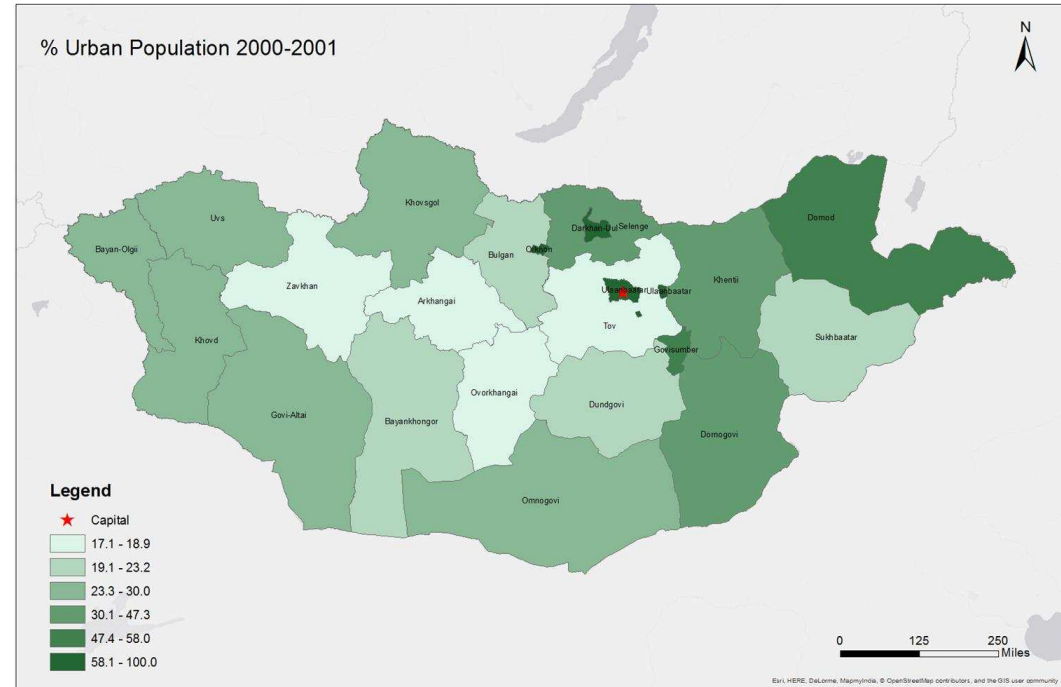 % Urban Population 2000-2001
N
Khovsgol
Domod
Uvs
Darkhan-Uul
Selenge
Bayan-Olgii
Orkhon
Bulgan
Khentii
Zavkhan
Ulaanbaatar
Ulaanbaatar
Arkhangai
Tov
Sukhbaatar
Khovd
Govisumber
Ovorkhangai
Dundgovi
Govi-Altai
Bayankhongor
Dornogovi
Omnogovi
Legend
Capital
17.1 - 18.9
19.1 - 23.2
23.3 - 30.0
30.1 - 47.3
47.4 - 58.0
58.1 - 100.0
0 125 250
Miles
Esri, HERE, DeLorme, MapmyIndia, © OpenStreetMap contributors, and the GIS user community